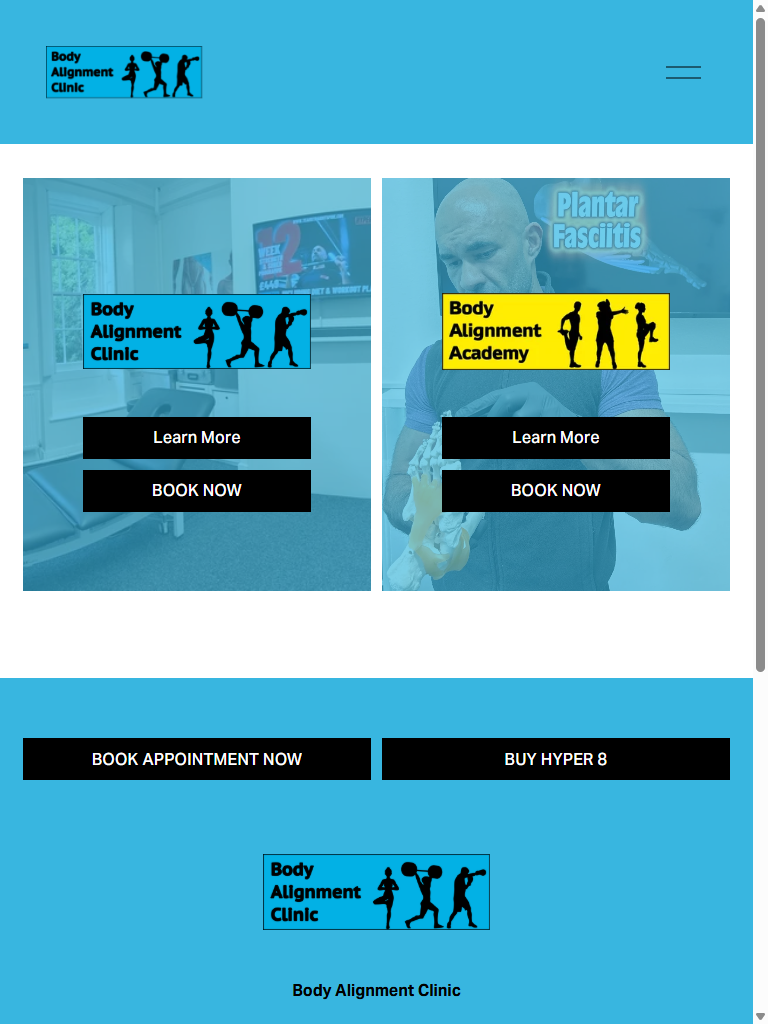 Body
Alignment
Clinic
Plantar
Fasciitis
WEEK
Body
Alignment
Clinic
Learn More
BOOK NOW
Body
Alignment
Academy
Learn More
BOOK NOW
BOOK APPOINTMENT NOW
BUY HYPER 8
Body
Alignment
Clinic
Body Alignment Clinic